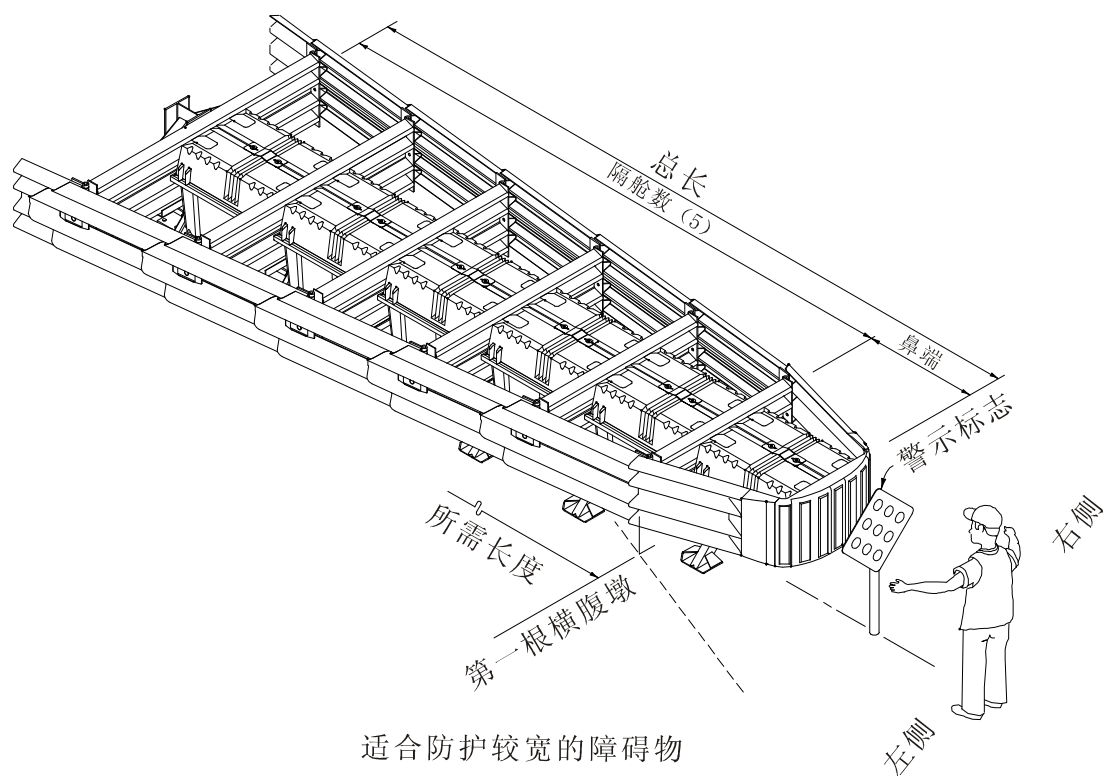 总长
隔舱数（5）
鼻端
警示标志
右侧
所需长度
第一根横腹墩
左侧
适合防护较宽的障碍物